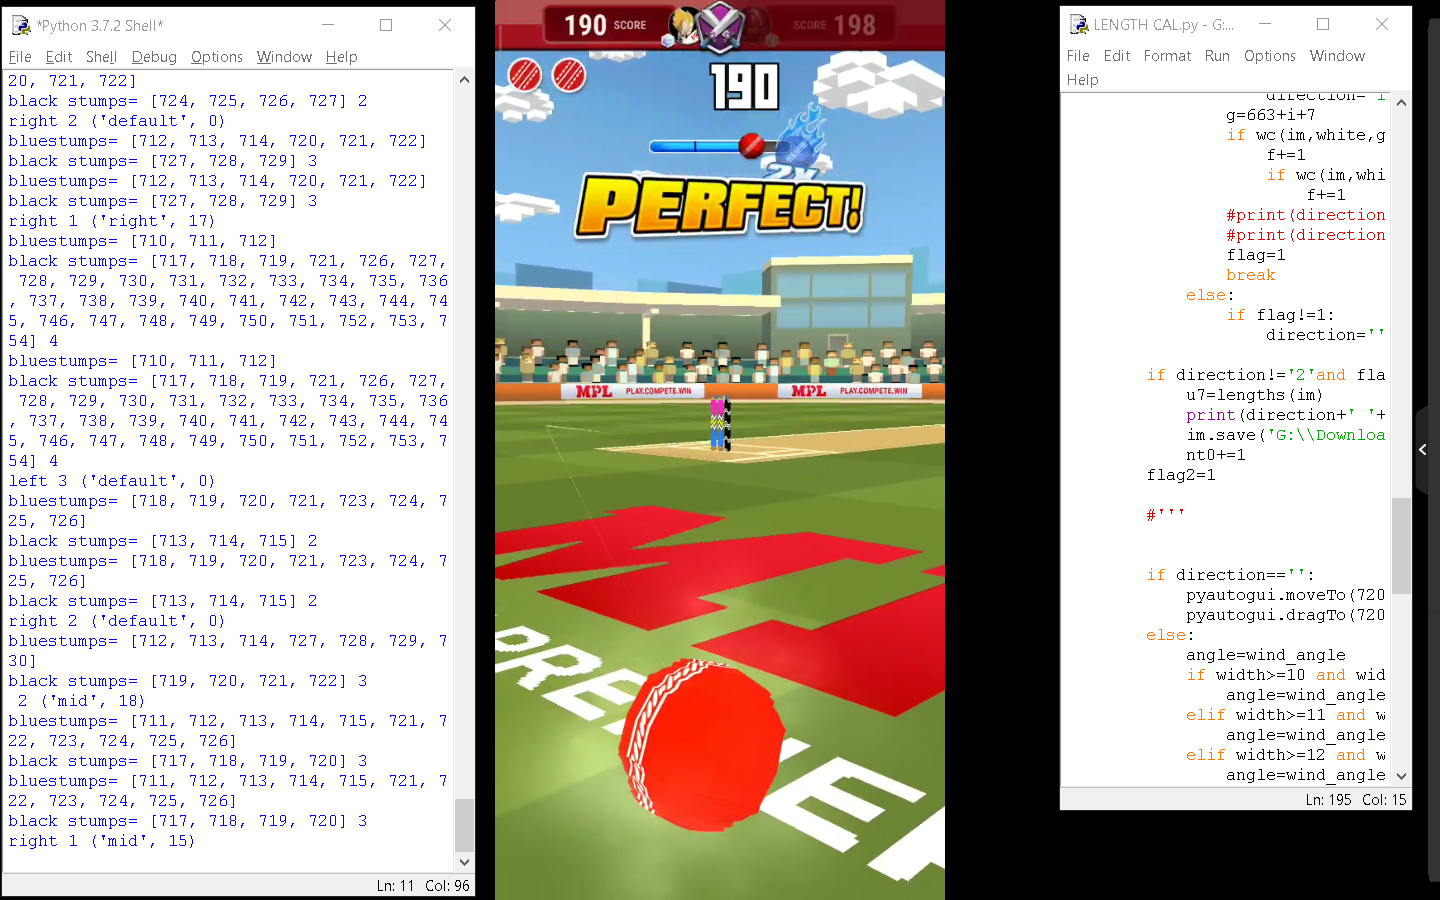 *Python 3.7.2 Shell*
File Edit Shell Debug Options Window Help
20, 721, 722]
black stumps= [724, 725, 726, 727] 2
right 2 ('default', 0)
bluestumps= [712, 713, 714, 720, 721, 722]
black stumps= [727, 728, 729] 3
bluestumps= [712, 713, 714, 720, 721, 722]
black stumps= [727, 728, 729] 3
right 1 ('right', 17)
bluestumps= [710, 711, 712]
black stumps= [717, 718, 719, 721, 726, 727,
728, 729, 730, 731, 732, 733, 734, 735, 736
, 737, 738, 739, 740, 741, 742, 743, 744, 74
5, 746, 747, 748, 749, 750, 751, 752, 753, 7
54] 4
bluestumps= [710, 711, 712]
black stumps= [717, 718, 719, 721, 726, 727,
728, 729, 730, 731, 732, 733, 734, 735, 736
, 737, 738, 739, 740, 741, 742, 743, 744, 74
5, 746, 747, 748, 749, 750, 751, 752, 753, 7
54] 4
left 3 ('default', 0)
bluestumps= [718, 719, 720, 721, 723, 724, 7
25, 726]
black stumps= [713, 714, 715] 2
bluestumps= [718, 719, 720, 721, 723, 724, 7
25, 726]
black stumps= [713, 714, 715] 2
right 2 ('default', 0)
bluestumps= [712, 713, 714, 727, 728, 729, 7
30]
black stumps= [719, 720, 721, 722] 3
2 ('mid', 18)
bluestumps= [711, 712, 713, 714, 715, 721, 7
22, 723, 724, 725, 726]
black stumps= [717, 718, 719, 720] 3
bluestumps= [711, 712, 713, 714, 715, 721, 7
22, 723, 724, 725, 726]
black stumps= [717, 718, 719, 720] 3
right 1 ('mid', 15)
Ln: 11 Col: 96
190 SCORE SCORE 198
190
2X
PERFECT!
MPL PLAY.COMPETE.WIN MPL PLAY.COMPETE.WIN
LENGTH CAL.py - G:...
File Edit Format Run Options Window
Help
direction='i
g=663+i+7
if wc(im,white,g
f+=1
if wc(im,whi
f+=1
#print(direction
#print(direction
flag=1
break
else:
if flag!=1:
direction=''
if direction!='2'and fla
u7=lengths(im)
print(direction+' '+
im.save('G:\\Downloa
nt0+=1
flag2=1
#'''
if direction=='':
pyautogui.moveTo(720
pyautogui.dragTo(720
else:
angle=wind_angle
if width>=10 and wid
angle=wind_angle
elif width>=11 and w
angle=wind_angle
elif width>=12 and w
angle=wind_angle
Ln: 195 Col: 15